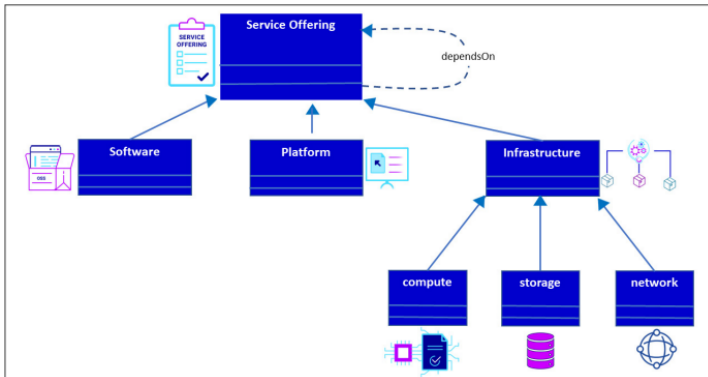 Service Offering
SERVICE
OFFERING
dependsOn
Software
Platform
Infrastructure
compute
storage
network